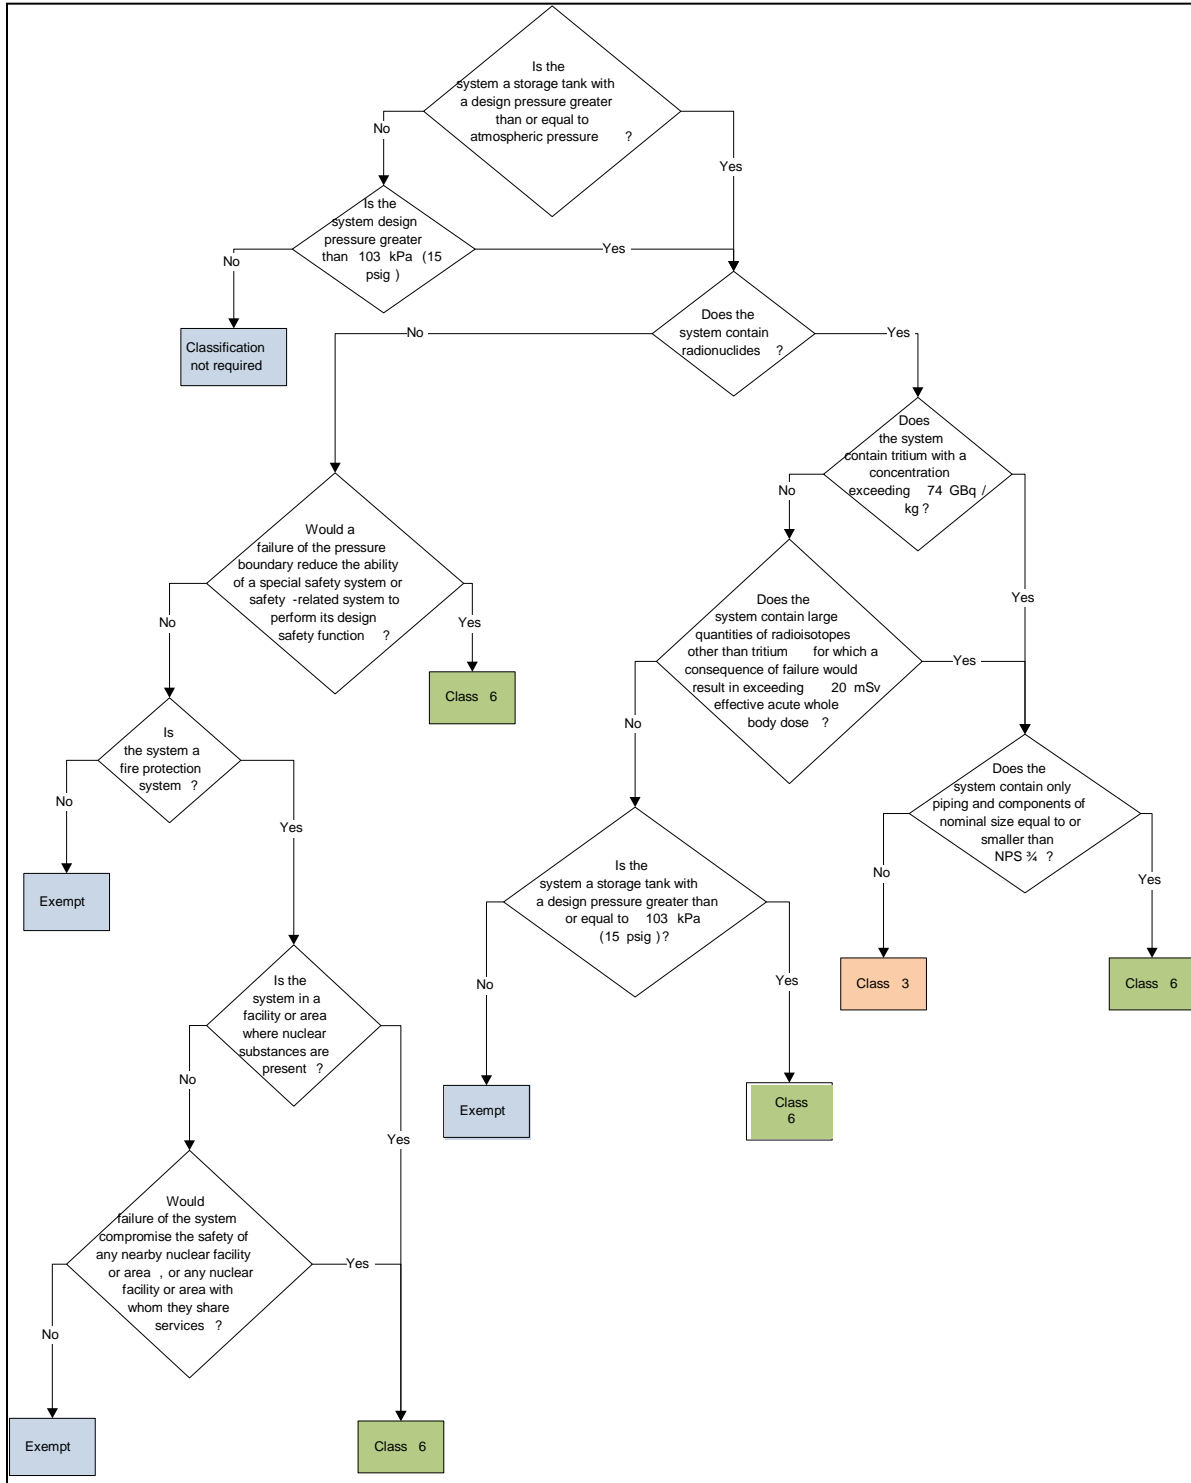 Is the
system a storage tank with
a design pressure greater
than or equal to
atmospheric pressure ?
No
Yes
Is the
system design
pressure greater
than 103 kPa (15
psig )
Yes
No
Does the
system contain
radionuclides ?
No
Yes
Classification
not required
Does
the system
contain tritium with a
concentration
exceeding 74 GBq /
kg ?
No
Yes
Would a
failure of the pressure
boundary reduce the ability
of a special safety system or
safety -related system to
perform its design
safety function ?
No
Yes
Does the
system contain large
quantities of radioisotopes
other than tritium for which a
consequence of failure would
result in exceeding 20 mSv
effective acute whole
body dose ?
Yes
No
Class 6
Is
the system a
fire protection
system ?
No
Yes
Does the
system contain only
piping and components of
nominal size equal to or
smaller than
NPS ¾ ?
No
Yes
Exempt
Is the
system a storage tank with
a design pressure greater than
or equal to 103 kPa
(15 psig )?
No
Yes
Class 3
Class 6
Is the
system in a
facility or area
where nuclear
substances are
present ?
No
Yes
Exempt
Class
6
Would
failure of the system
compromise the safety of
any nearby nuclear facility
or area , or any nuclear
facility or area with
whom they share
services ?
Yes
No
Exempt
Class 6